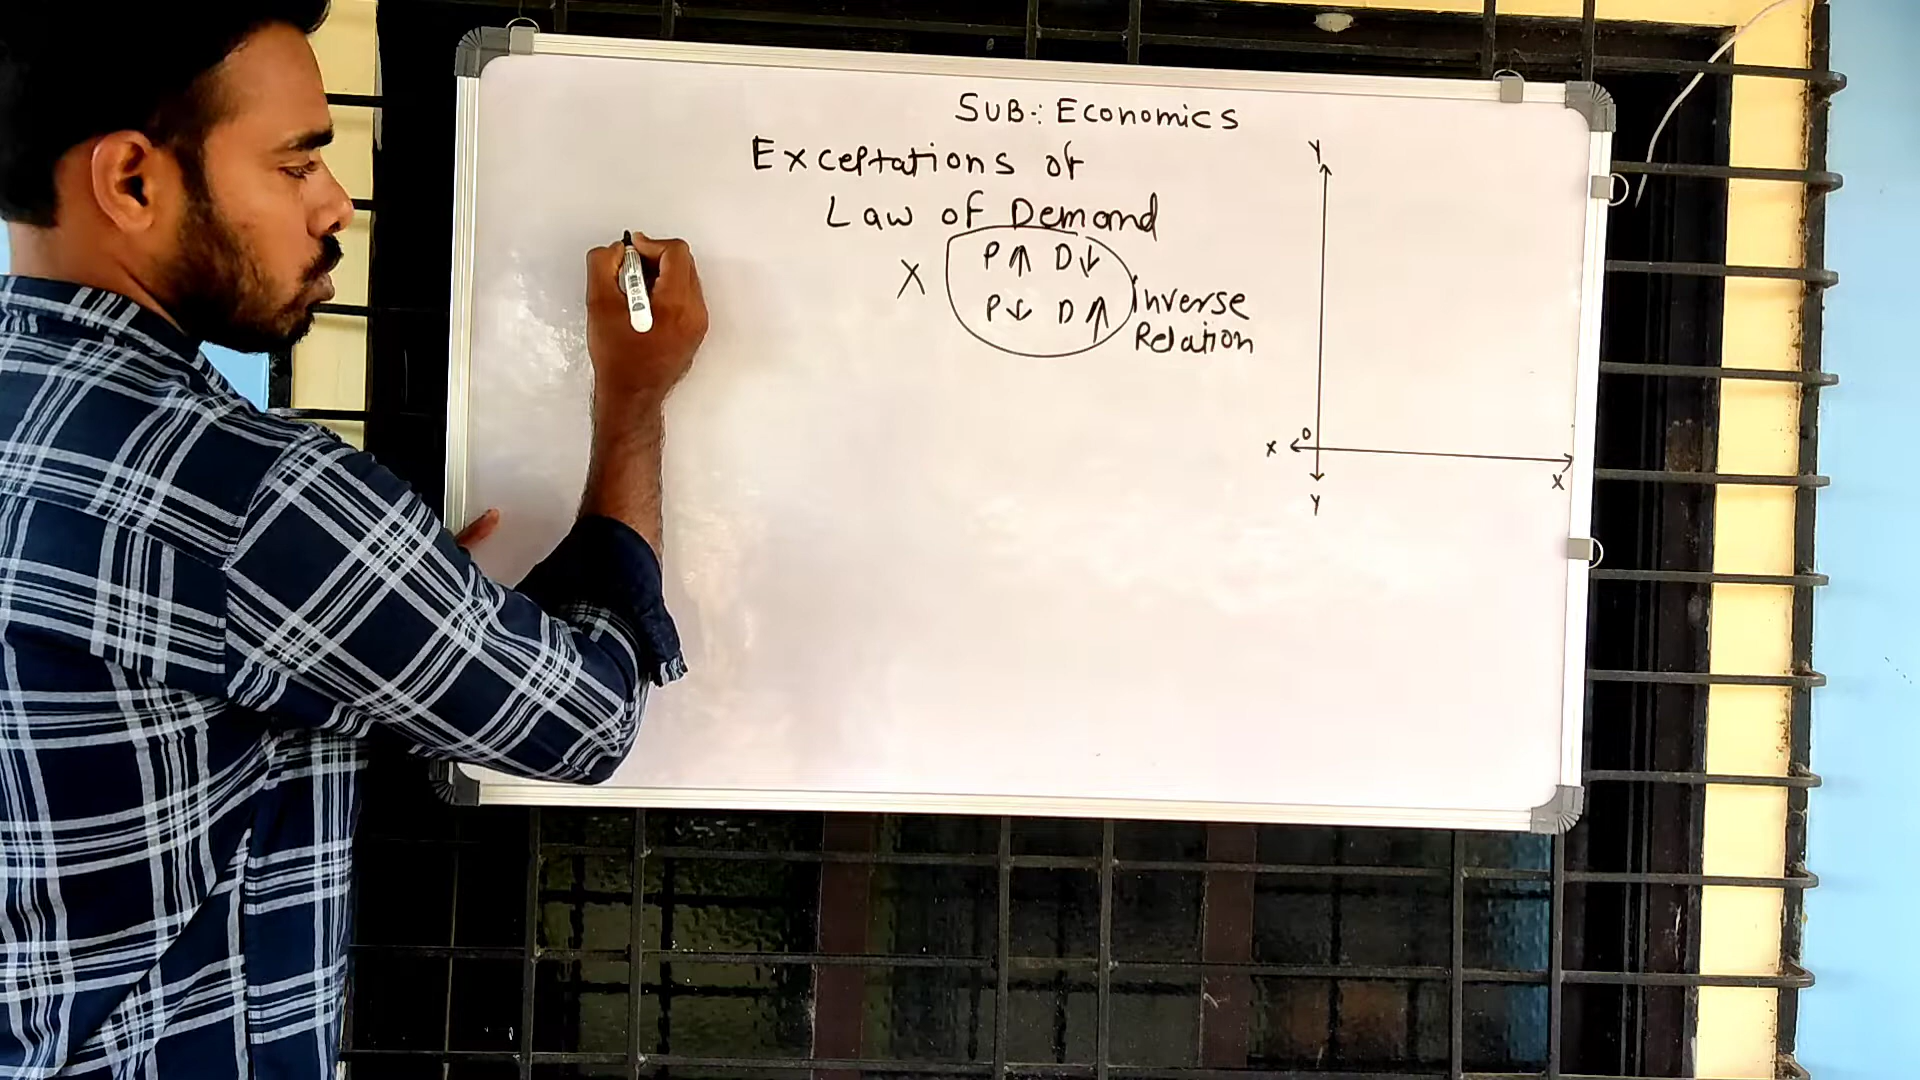 SUB.: Economics
Exceptations of
Law of Demand
X P↑ D↓
P↓ D↑ Inverse
Relation
Y
X O
X
Y